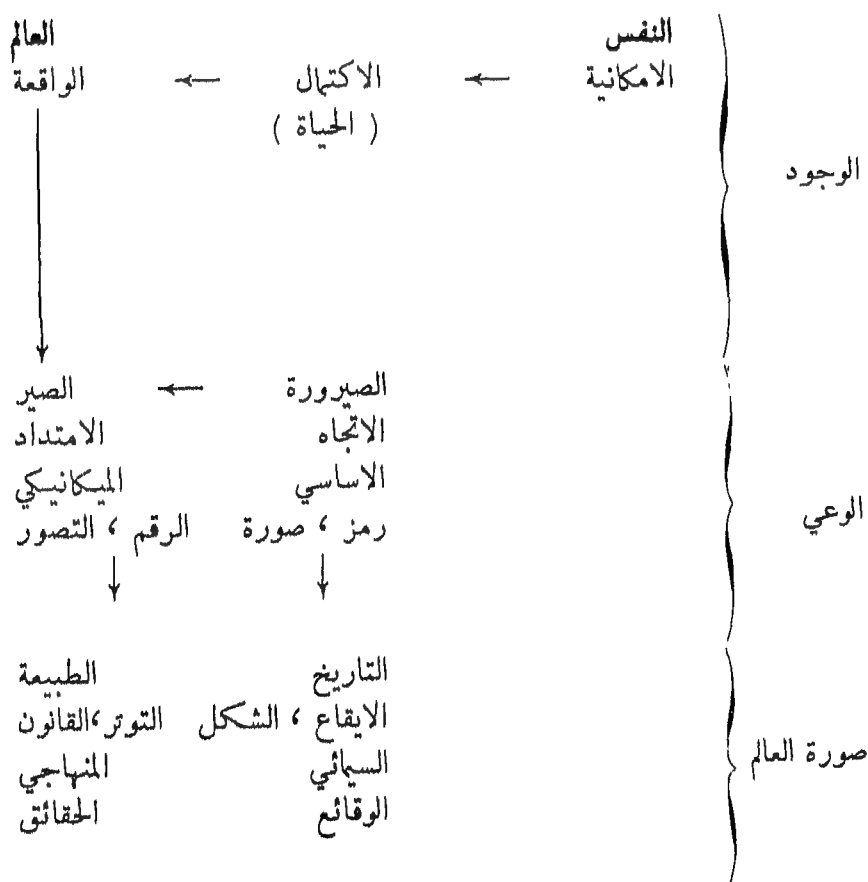 النفس العالم
الامكانية ← الاكتمال ← الواقعة
( الحياة )
الوجود
الصيرورة ← الصير
الاتجاه الامتداد
الاساسي الميكانيكي
الوعي
رمز ، صورة الرقم ، التصور
التاريخ الطبيعة
الايقاع ، الشكل التوتر،القانون
صورة العالم
السيمائي المنهاجي
الوقائع الحقائق